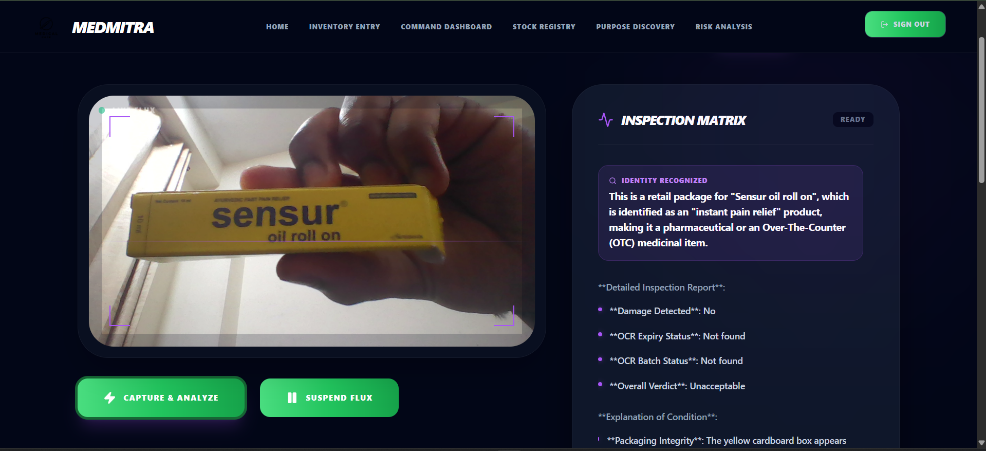 MEDMITRA
HOME
INVENTORY ENTRY
COMMAND DASHBOARD
STOCK REGISTRY
PURPOSE DISCOVERY
RISK ANALYSIS
SIGN OUT
AYURVEDIC FAST PAIN RELIEF
sensur®
oil roll on
CAPTURE & ANALYZE
SUSPEND FLUX
INSPECTION MATRIX
READY
IDENTITY RECOGNIZED
This is a retail package for "Sensur oil roll on", which
is identified as an "instant pain relief" product,
making it a pharmaceutical or an Over-The-Counter
(OTC) medicinal item.
**Detailed Inspection Report**:
**Damage Detected**: No
**OCR Expiry Status**: Not found
**OCR Batch Status**: Not found
**Overall Verdict**: Unacceptable
**Explanation of Condition**:
**Packaging Integrity**: The yellow cardboard box appears